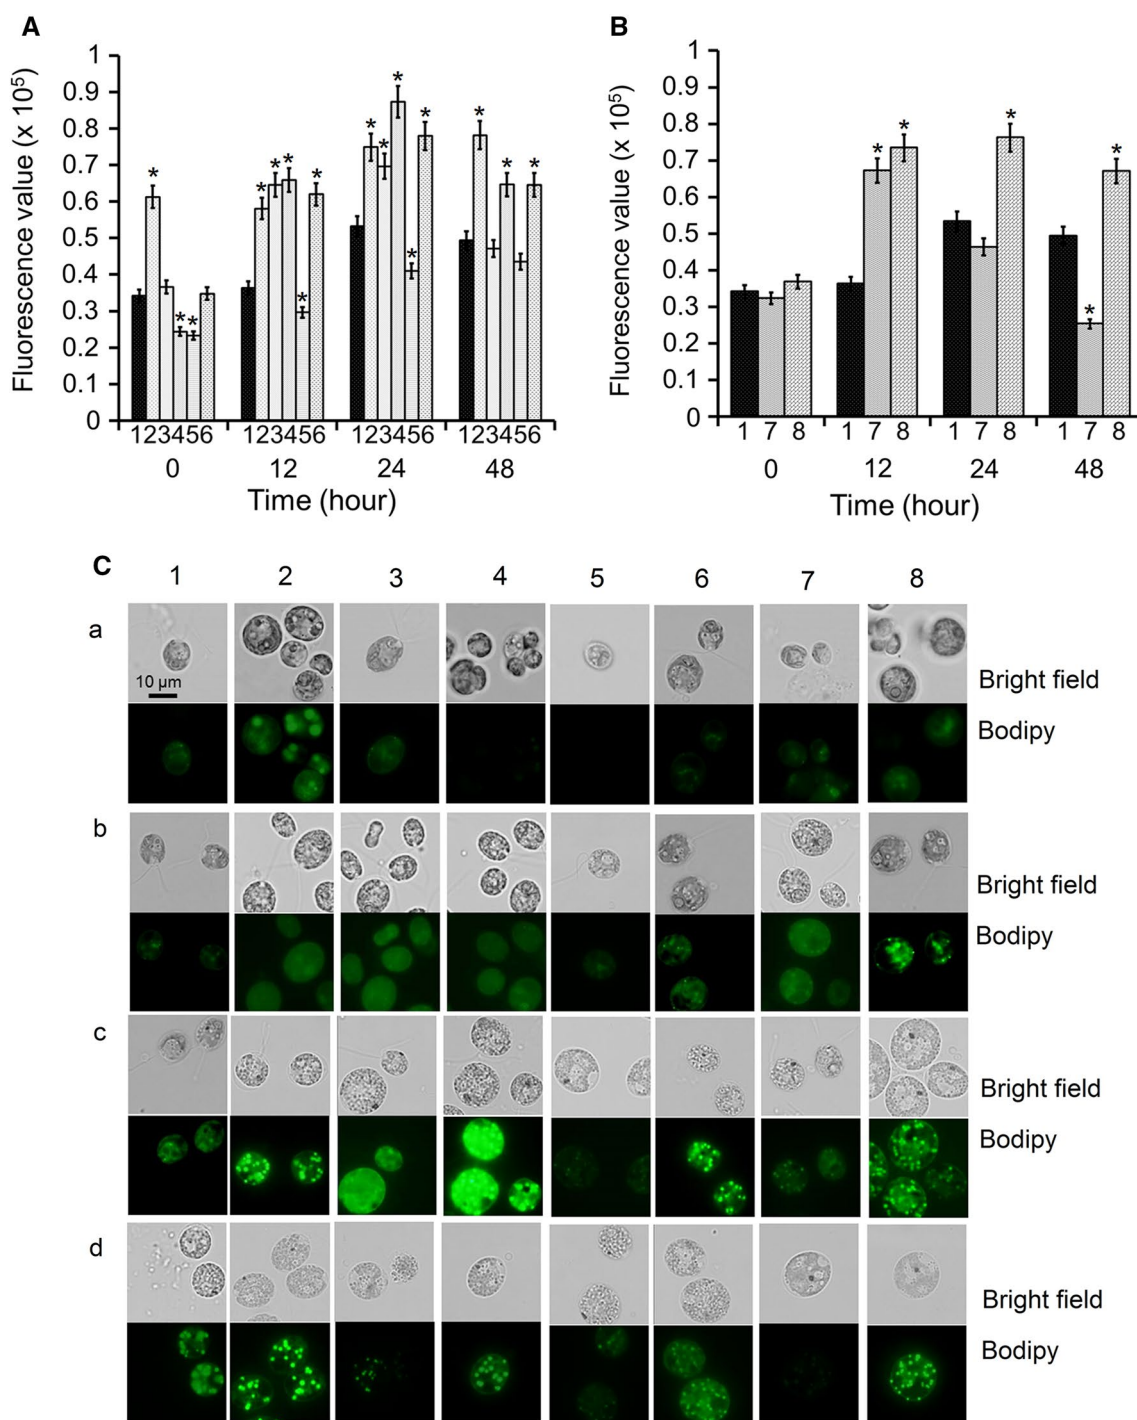 A
Fluorescence value (x 10⁵)
1
0.9
0.8
0.7
0.6
0.5
0.4
0.3
0.2
0.1
0
*
* *
* * *
*
*
* * *
*
*
*
* *
123456 123456 123456 123456
0 12 24 48
Time (hour)
B
Fluorescence value (x 10⁵)
1
0.9
0.8
0.7
0.6
0.5
0.4
0.3
0.2
0.1
0
* *
*
* *
1 7 8 1 7 8 1 7 8 1 7 8
0 12 24 48
Time (hour)
C
1 2 3 4 5 6 7 8
a
10 µm
Bright field
Bodipy
b
Bright field
Bodipy
c
Bright field
Bodipy
d
Bright field
Bodipy